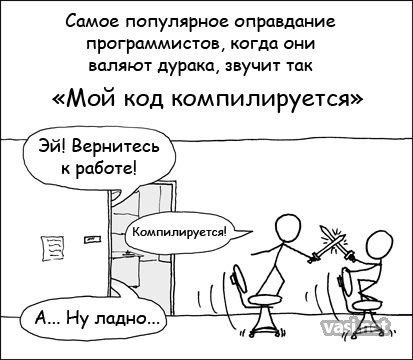 Самое популярное оправдание
программистов, когда они
валяют дурака, звучит так
«Мой код компилируется»
Эй! Вернитесь
к работе!
Компилируется!
А... Ну ладно...